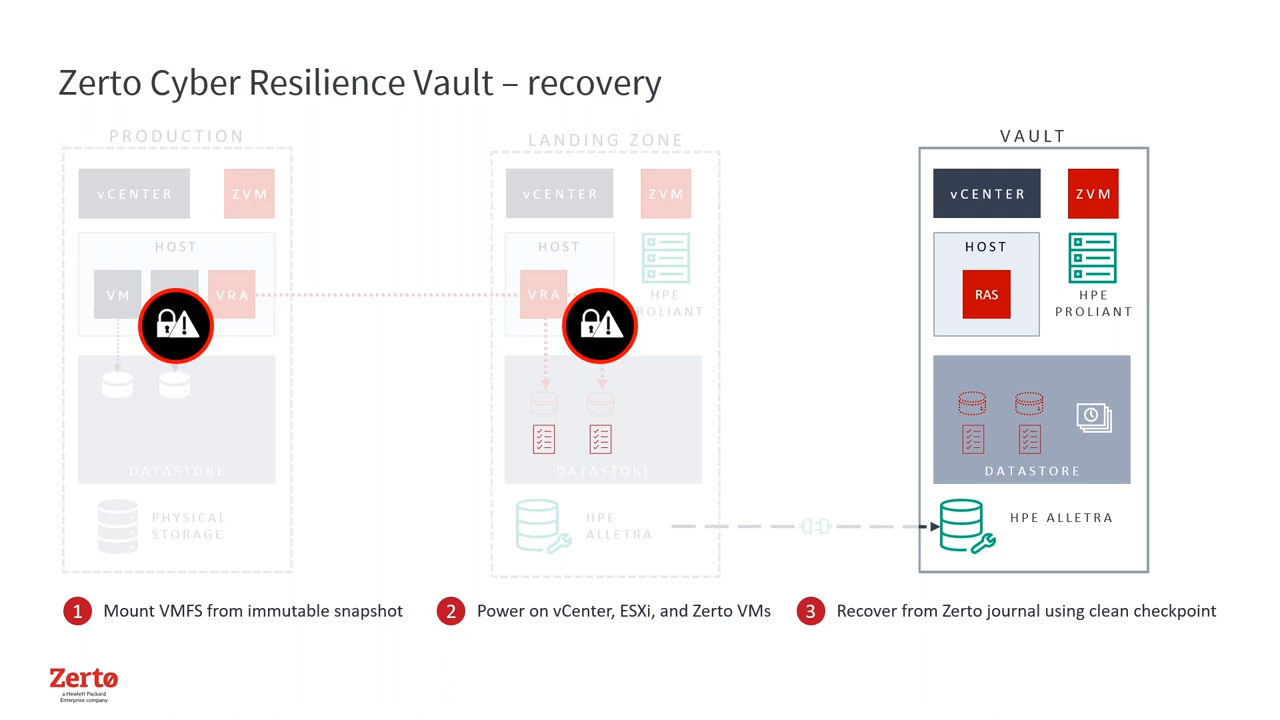 Zerto Cyber Resilience Vault – recovery
PRODUCTION
vCENTER
ZVM
HOST
VM
VRA
DATASTORE
PHYSICAL
STORAGE
LANDING ZONE
vCENTER
ZVM
HOST
VRA
HPE
PROLIANT
DATASTORE
HPE
ALLETRA
VAULT
vCENTER
ZVM
HOST
RAS
HPE
PROLIANT
DATASTORE
HPE ALLETRA
1 Mount VMFS from immutable snapshot
2 Power on vCenter, ESXi, and Zerto VMs
3 Recover from Zerto journal using clean checkpoint
Zerto
a Hewlett Packard
Enterprise company